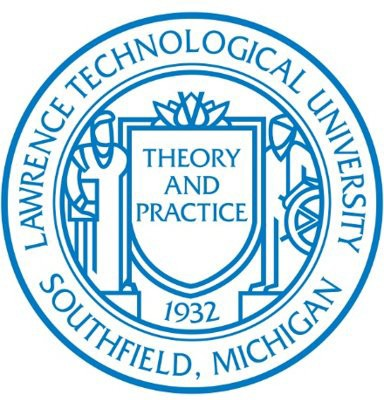 LAWRENCE TECHNOLOGICAL UNIVERSITY
THEORY
AND
PRACTICE
1932
SOUTHFIELD, MICHIGAN